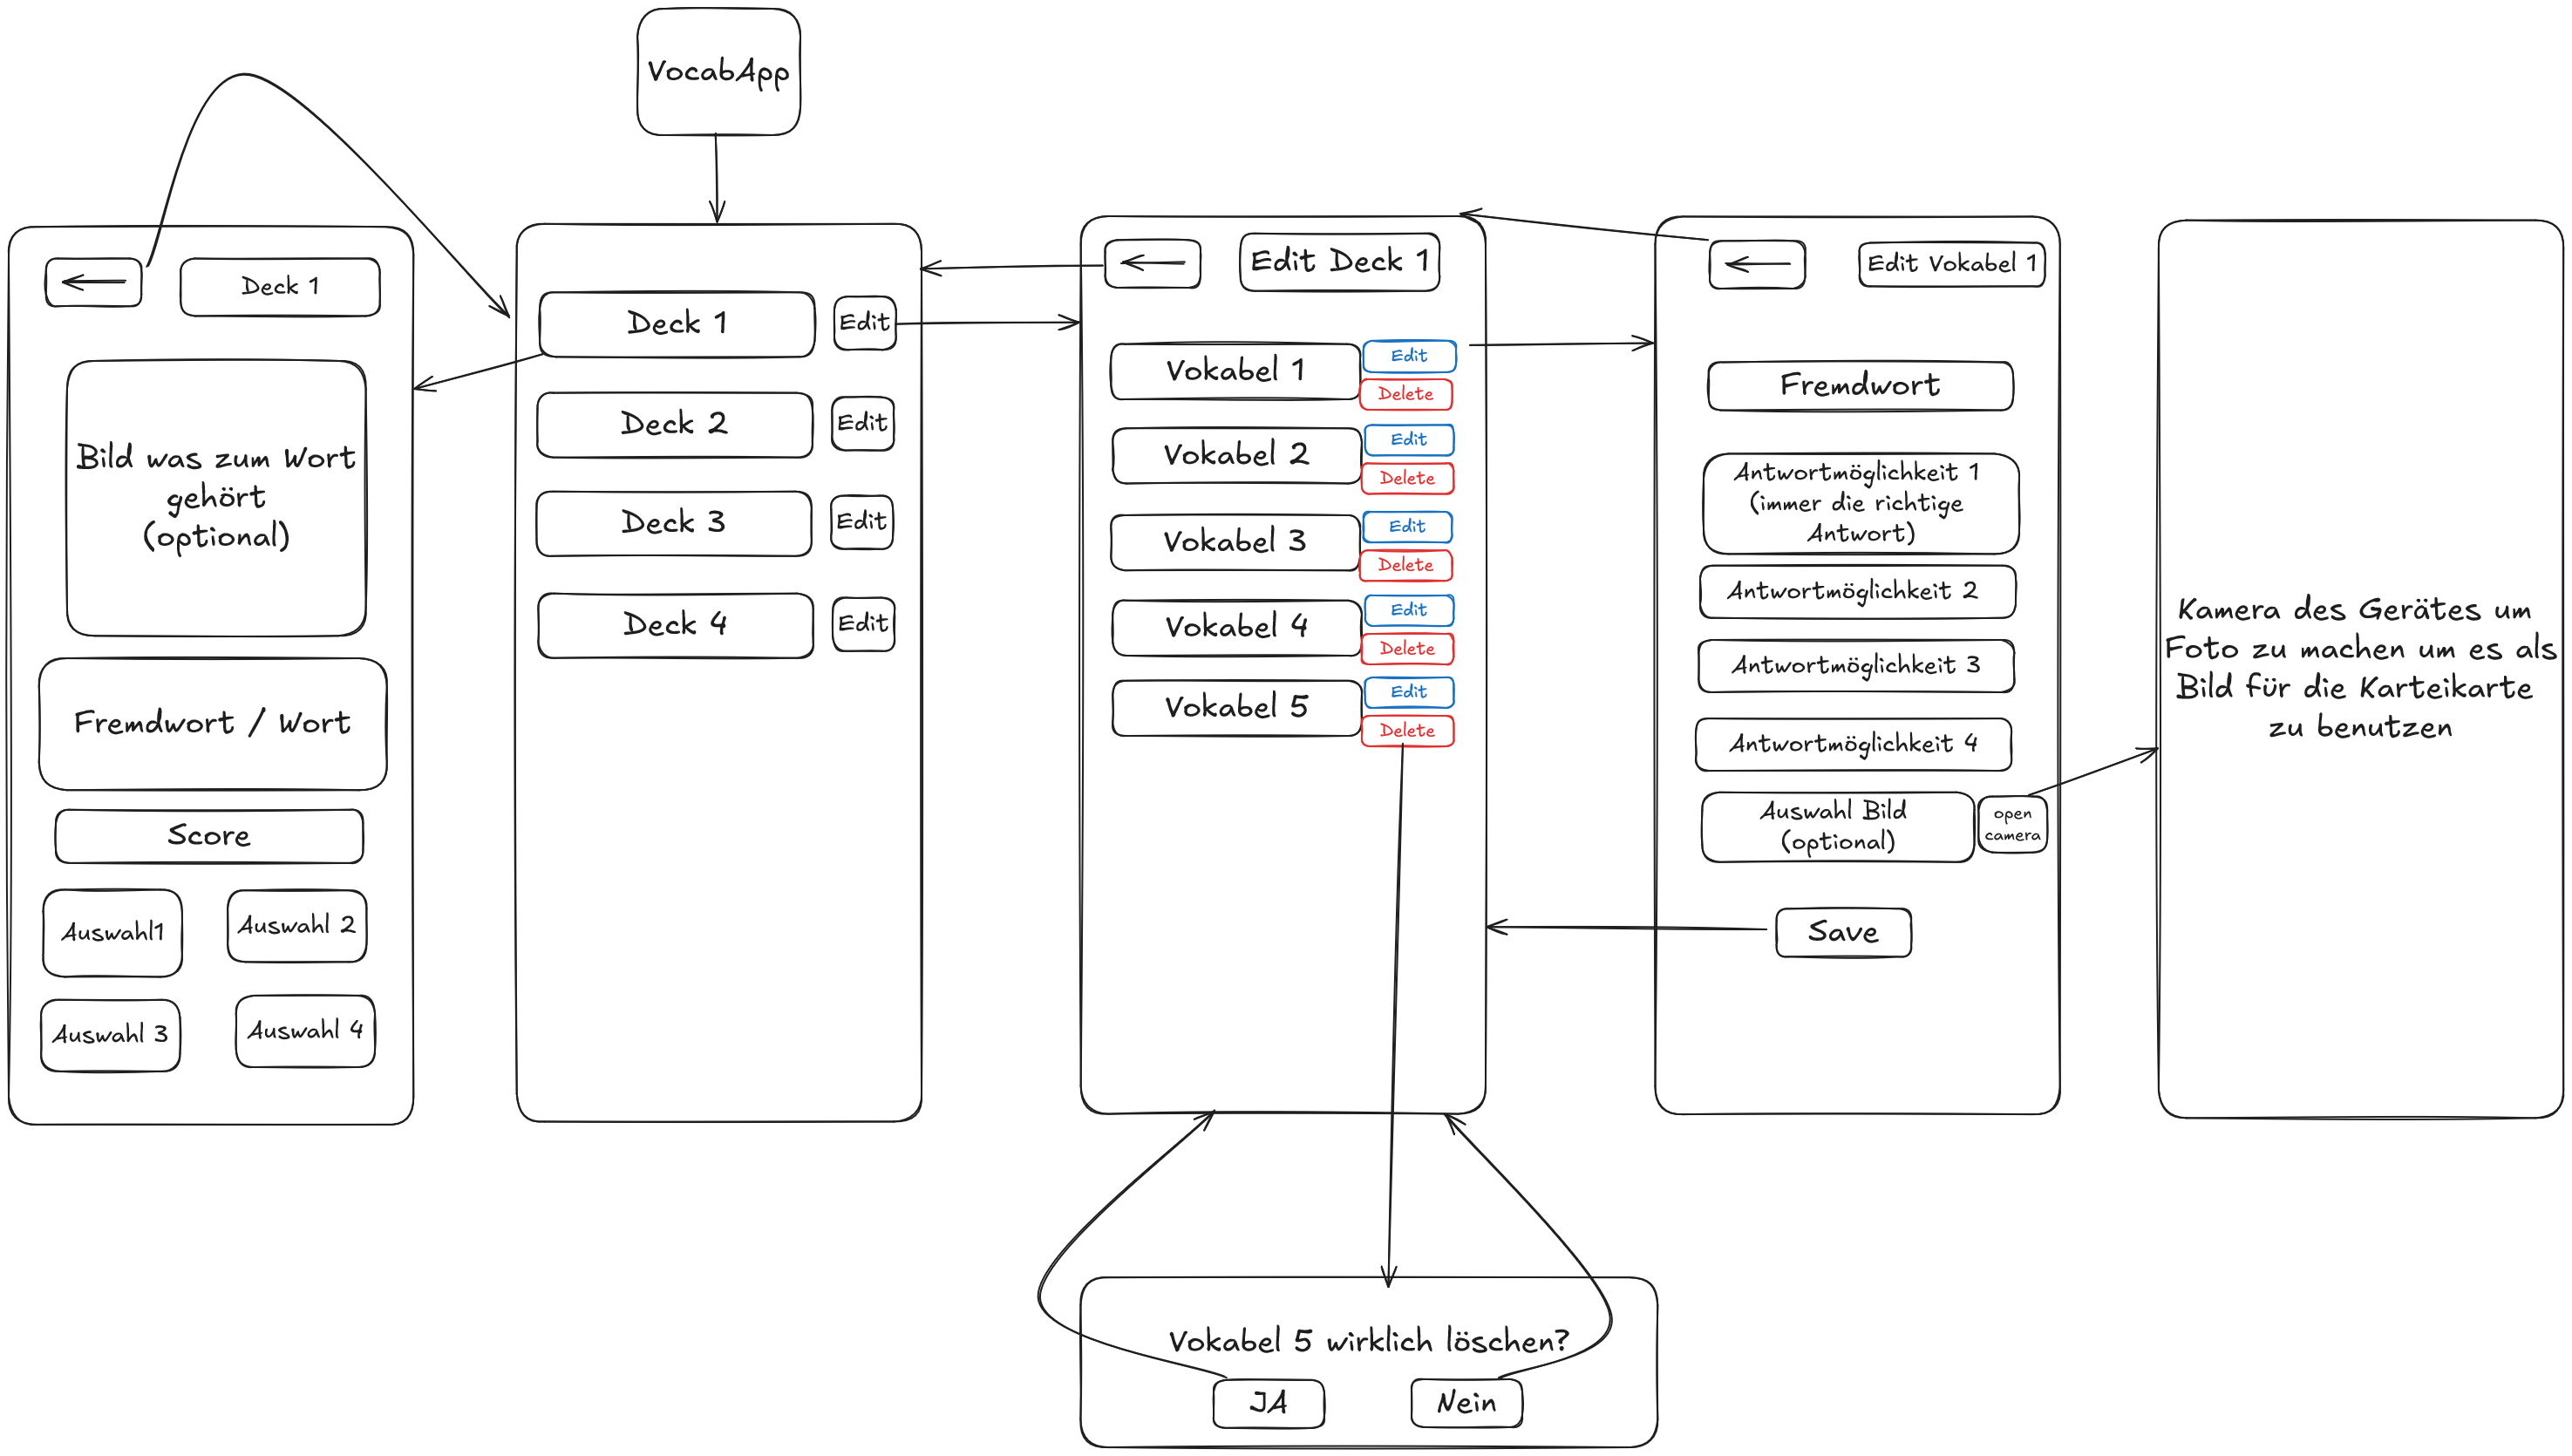 VocabApp
Deck 1
Bild was zum Wort
gehört
(optional)
Fremdwort / Wort
Score
Auswahl1
Auswahl 2
Auswahl 3
Auswahl 4
Deck 1
Edit
Deck 2
Edit
Deck 3
Edit
Deck 4
Edit
Edit Deck 1
Vokabel 1
Edit
Delete
Vokabel 2
Edit
Delete
Vokabel 3
Edit
Delete
Vokabel 4
Edit
Delete
Vokabel 5
Edit
Delete
Edit Vokabel 1
Fremdwort
Antwortmöglichkeit 1
(immer die richtige
Antwort)
Antwortmöglichkeit 2
Antwortmöglichkeit 3
Antwortmöglichkeit 4
Auswahl Bild
(optional)
open
camera
Save
Kamera des Gerätes um
Foto zu machen um es als
Bild für die Karteikarte
zu benutzen
Vokabel 5 wirklich löschen?
JA
Nein